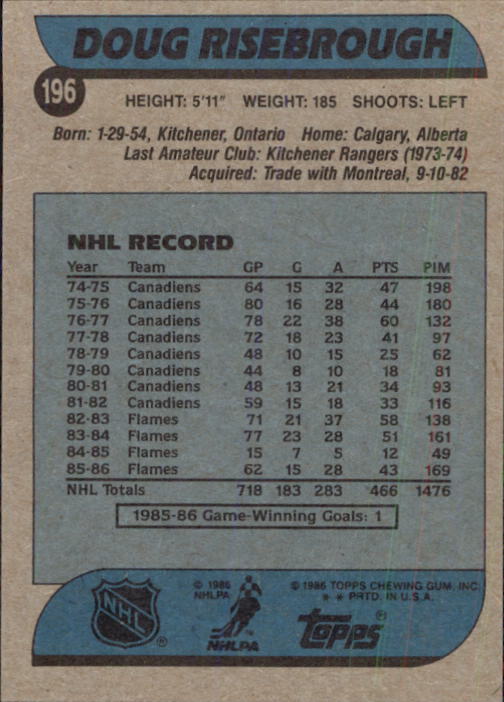 DOUG RISEBROUGH
196
HEIGHT: 5'11" WEIGHT: 185 SHOOTS: LEFT
Born: 1-29-54, Kitchener, Ontario Home: Calgary, Alberta
Last Amateur Club: Kitchener Rangers (1973-74)
Acquired: Trade with Montreal, 9-10-82
NHL RECORD
Year Team GP G A PTS PIM
74-75 Canadiens 64 15 32 47 198
75-76 Canadiens 80 16 28 44 180
76-77 Canadiens 78 22 38 60 132
77-78 Canadiens 72 18 23 41 97
78-79 Canadiens 48 10 15 25 62
79-80 Canadiens 44 8 10 18 81
80-81 Canadiens 48 13 21 34 93
81-82 Canadiens 59 15 18 33 116
82-83 Flames 71 21 37 58 138
83-84 Flames 77 23 28 51 161
84-85 Flames 15 7 5 12 49
85-86 Flames 62 15 28 43 169
NHL Totals 718 183 283 466 1476
1985-86 Game-Winning Goals: 1
NHL ®
© 1986
NHLPA
NHLPA
© 1986 TOPPS CHEWING GUM, INC.
* * PRTD. IN U.S.A.
topps ®